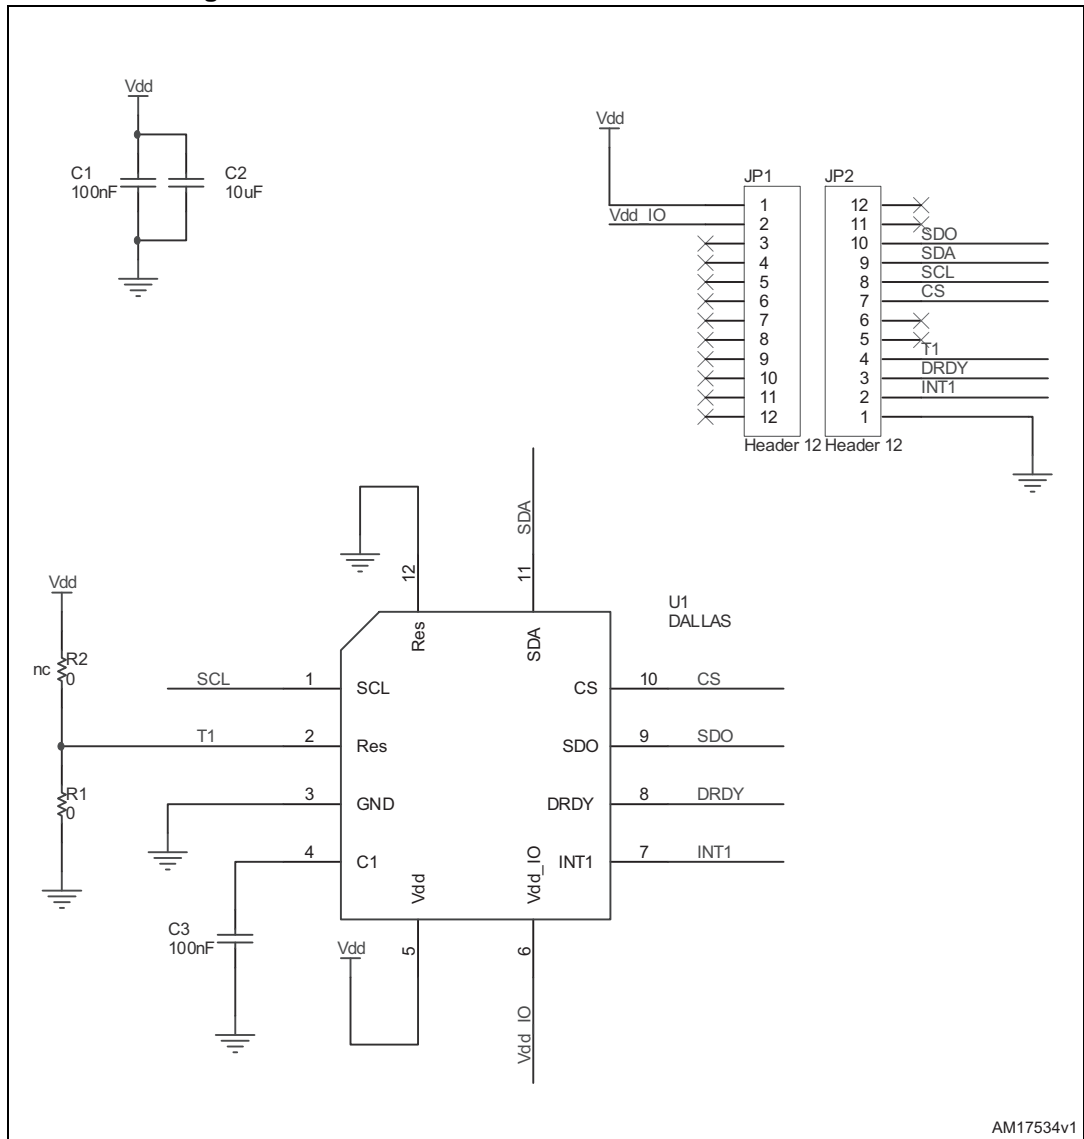 Vdd
C1
100nF
C2
10uF
Vdd
Vdd_IO
JP1
1
2
3
4
5
6
7
8
9
10
11
12
Header 12
JP2
12
11
10
9
8
7
6
5
4
3
2
1
Header 12
SDO
SDA
SCL
CS
T1
DRDY
INT1
Vdd
nc
R2
0
R1
0
SCL
1
SCL
T1
2
Res
3
GND
4
C1
C3
100nF
12
Res
SDA
11
SDA
U1
DALLAS
CS
10
CS
SDO
9
SDO
DRDY
8
DRDY
INT1
7
INT1
Vdd
5
Vdd
Vdd_IO
6
Vdd_IO
AM17534v1